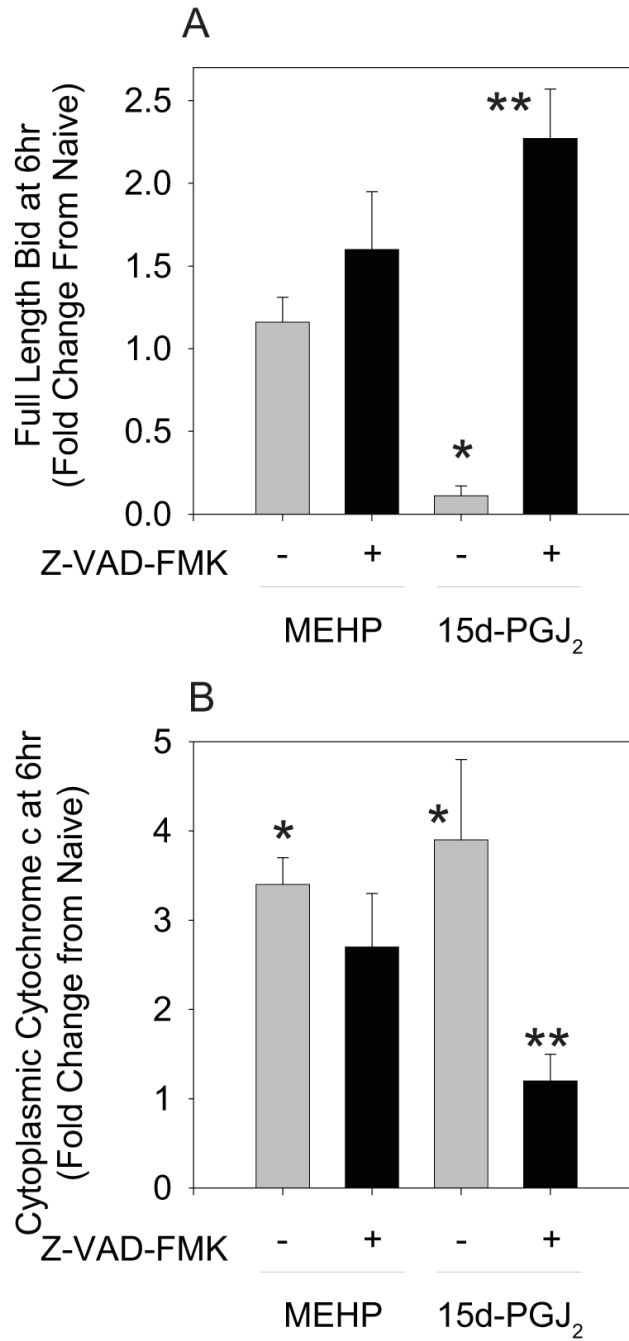 A
Full Length Bid at 6hr
(Fold Change From Naive)
2.5
2.0
1.5
1.0
0.5
0.0
**
*
Z-VAD-FMK - + - +
MEHP 15d-PGJ₂
B
Cytoplasmic Cytochrome c at 6hr
(Fold Change from Naive)
5
4
3
2
1
0
*
*
**
Z-VAD-FMK - + - +
MEHP 15d-PGJ₂